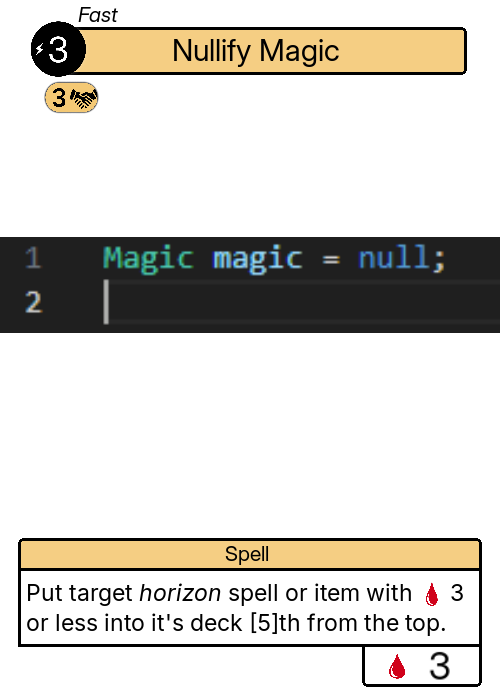 Fast
3
Nullify Magic
3
1 Magic magic = null;
2
Spell
Put target horizon spell or item with 3
or less into it's deck [5]th from the top.
3